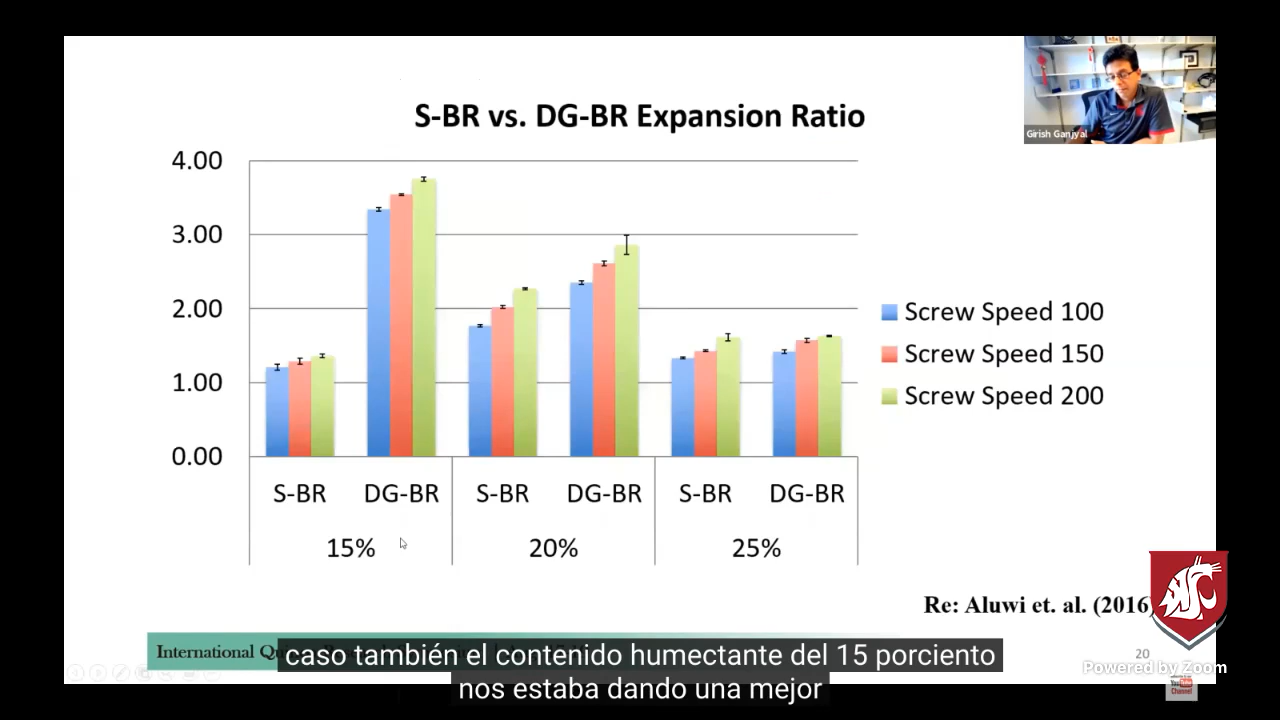 S-BR vs. DG-BR Expansion Ratio
Girish Ganjyal
4.00
3.00
2.00
1.00
0.00
Screw Speed 100
Screw Speed 150
Screw Speed 200
S-BR DG-BR S-BR DG-BR S-BR DG-BR
15% 20% 25%
Re: Aluwi et. al. (2016)
International
20
caso también el contenido humectante del 15 porciento
nos estaba dando una mejor
Powered by Zoom
YouTube
Channel